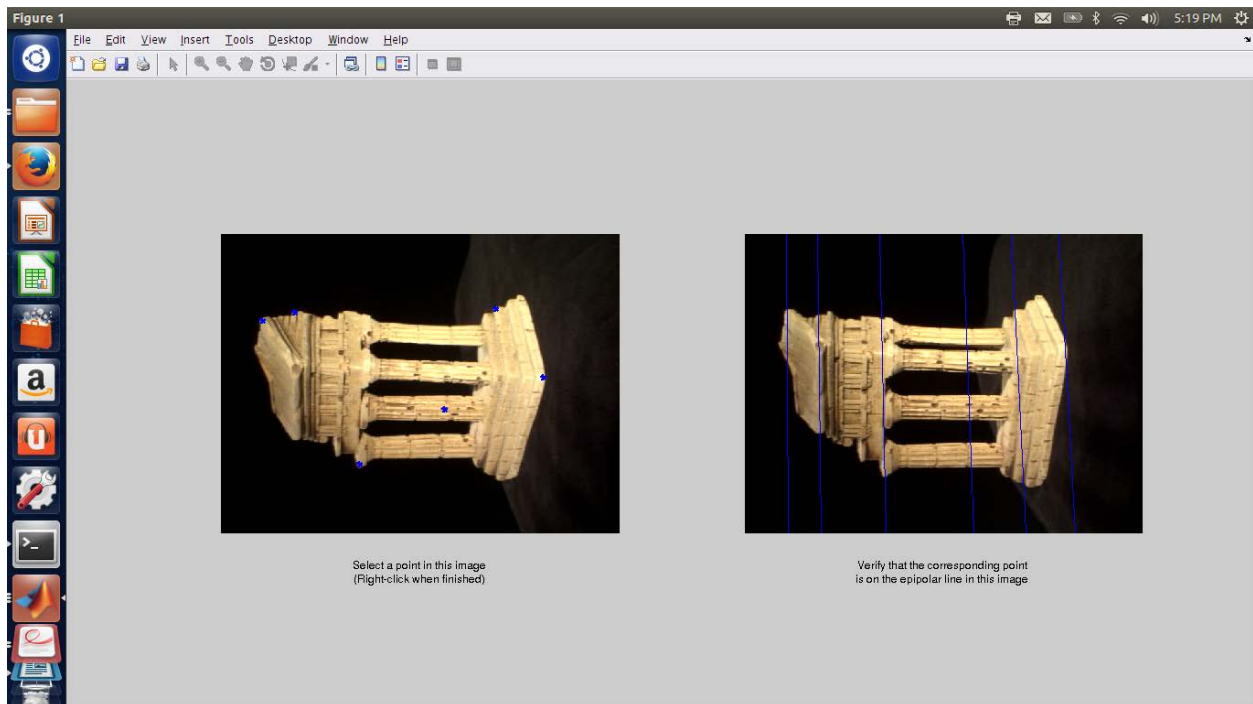 Figure 1
5:19 PM
File Edit View Insert Tools Desktop Window Help
Select a point in this image
(Right-click when finished)
Verify that the corresponding point
is on the epipolar line in this image